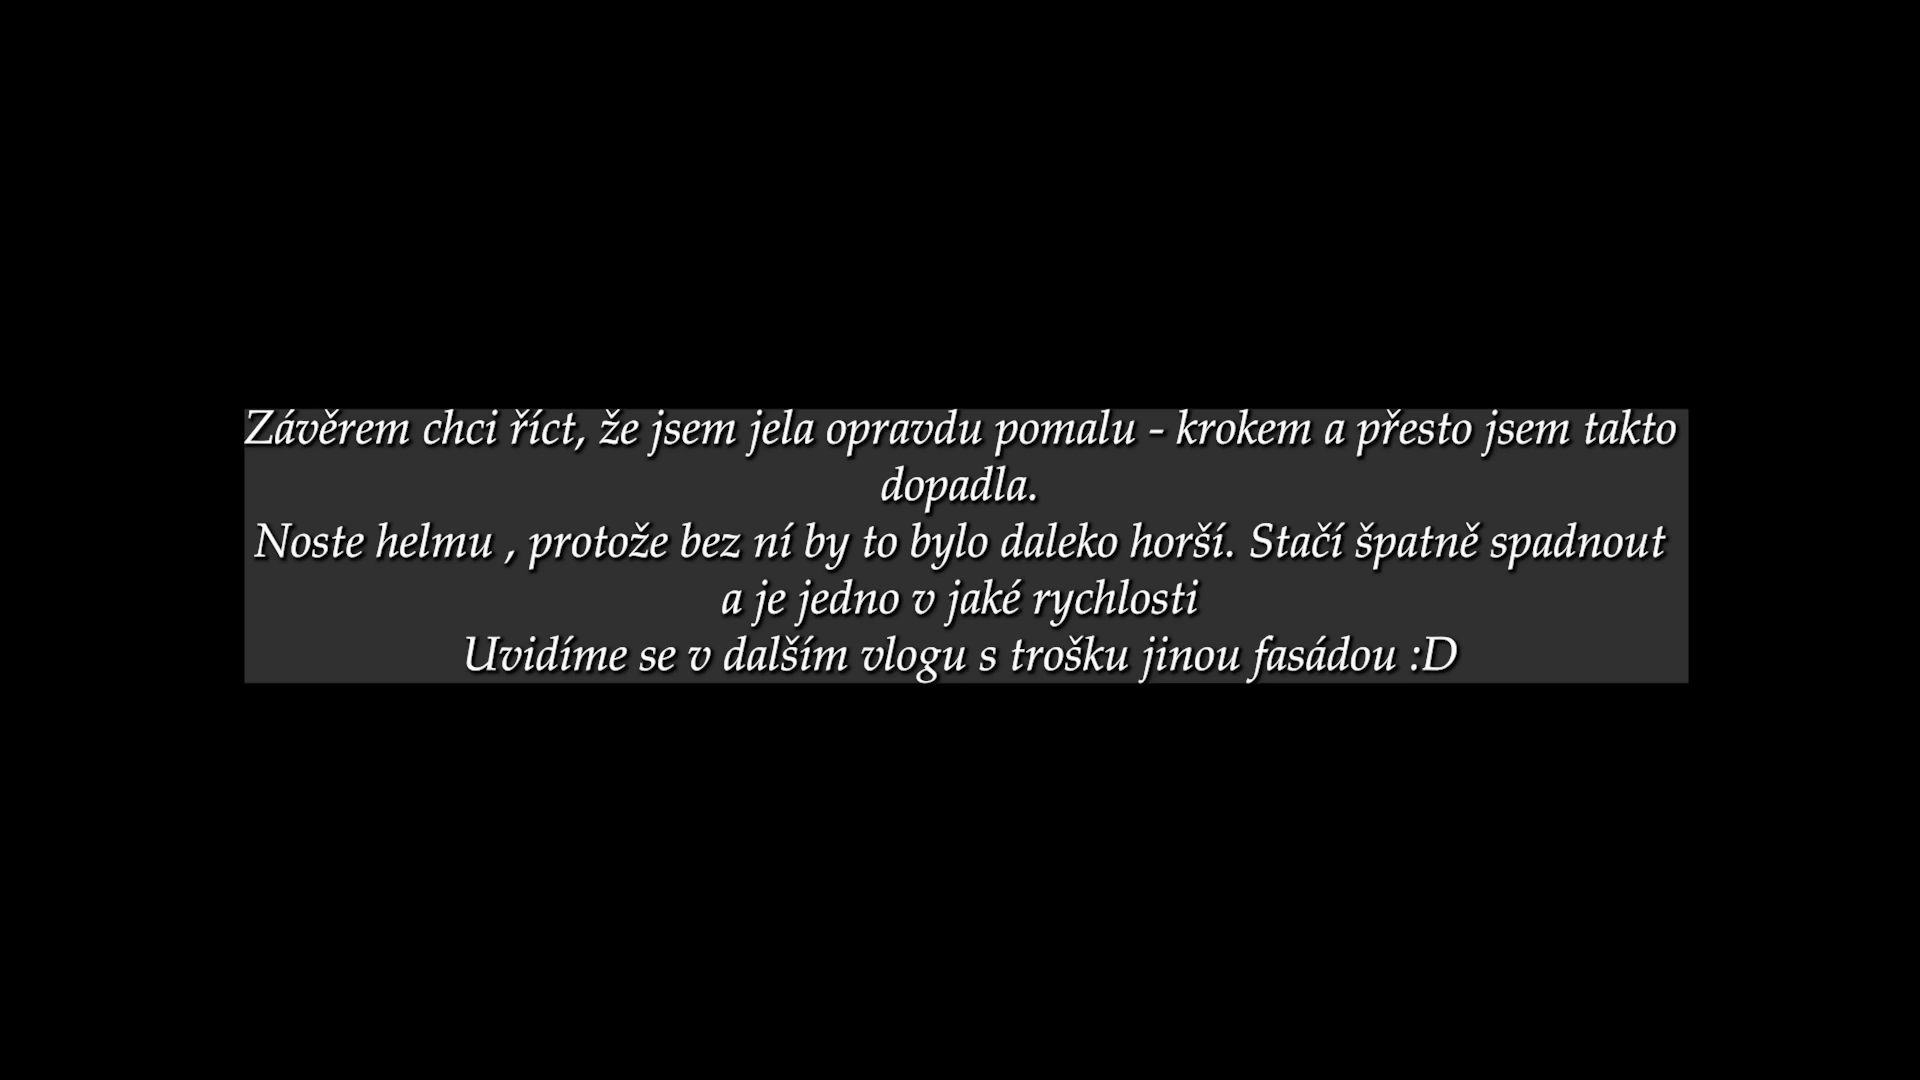 Závěrem chci říct, že jsem jela opravdu pomalu - krokem a přesto jsem takto
dopadla.
Noste helmu , protože bez ní by to bylo daleko horší. Stačí špatně spadnout
a je jedno v jaké rychlosti
Uvidíme se v dalším vlogu s trošku jinou fasádou :D